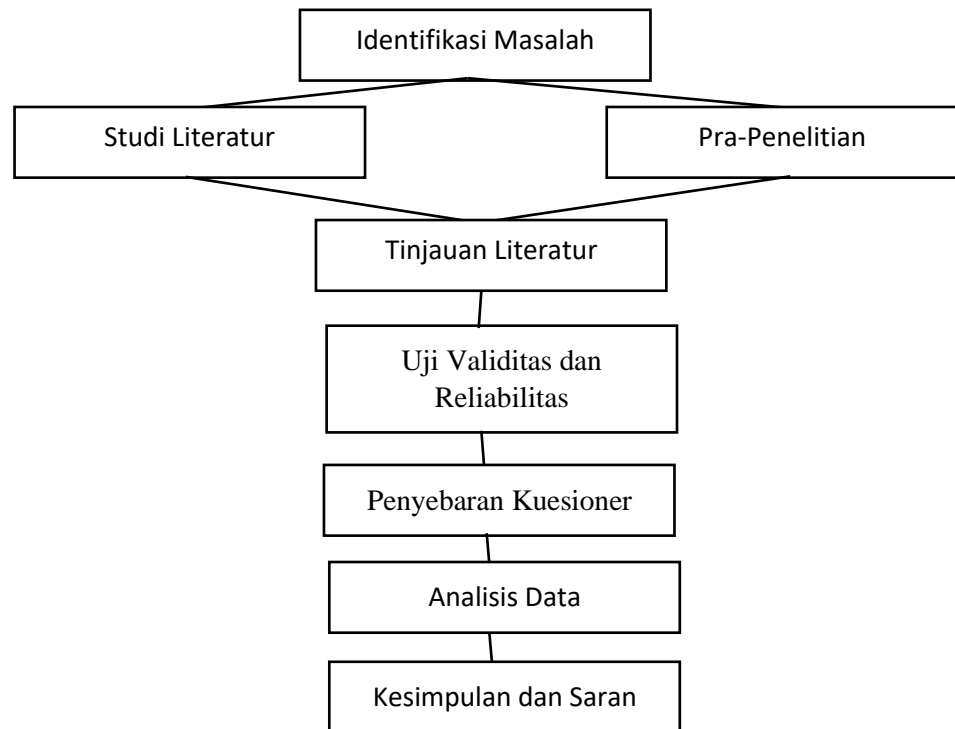 Identifikasi Masalah
Studi Literatur
Pra-Penelitian
Tinjauan Literatur
Uji Validitas dan
Reliabilitas
Penyebaran Kuesioner
Analisis Data
Kesimpulan dan Saran